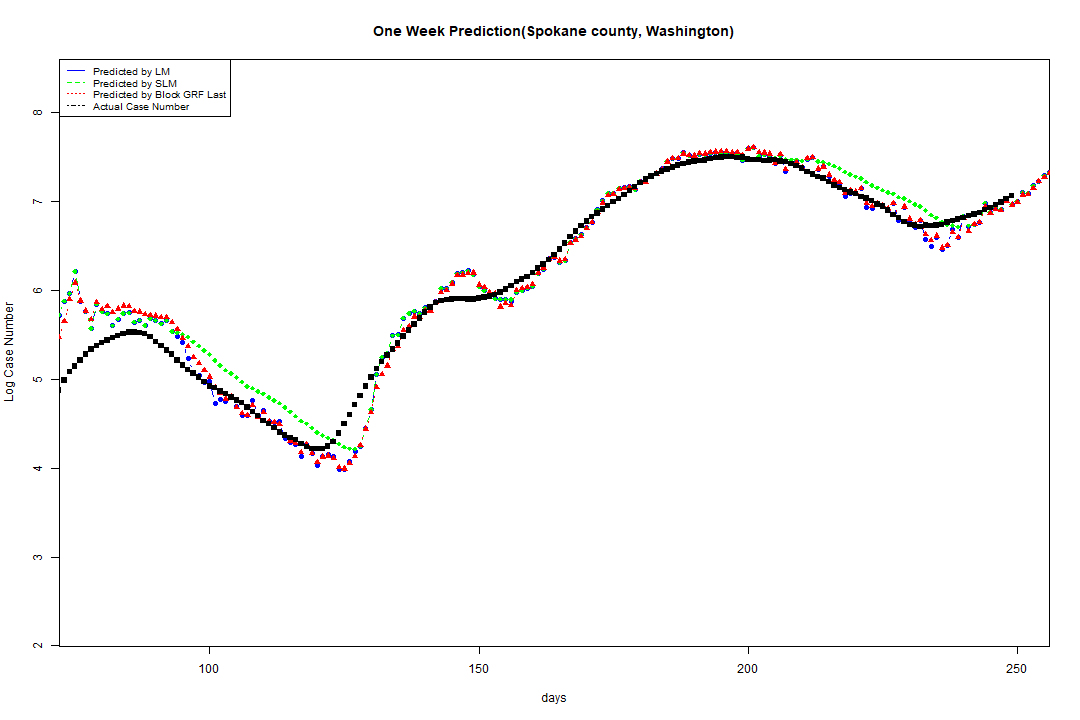 One Week Prediction(Spokane county, Washington)
Predicted by LM
Predicted by SLM
Predicted by Block GRF Last
Actual Case Number
8
7
6
5
4
3
2
Log Case Number
100
150
200
250
days